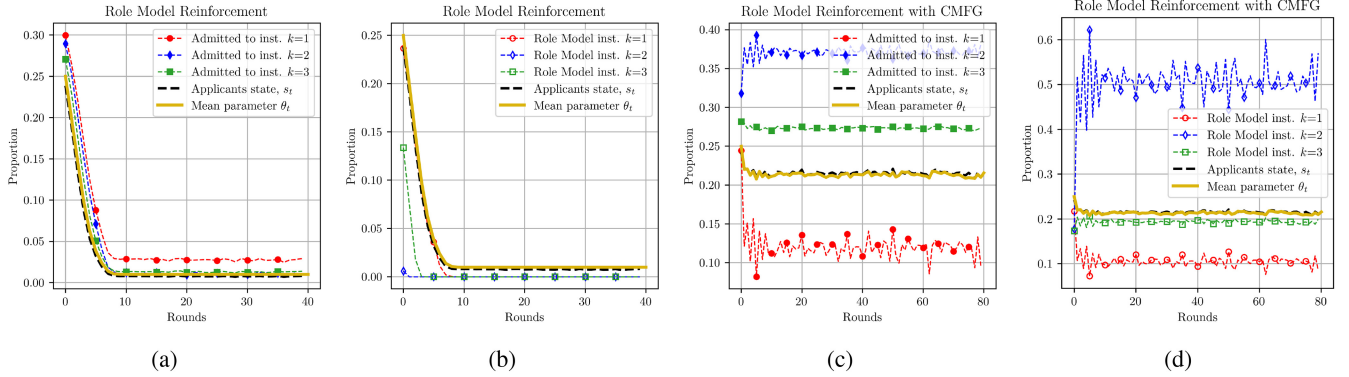 Role Model Reinforcement
Proportion
0.30
0.25
0.20
0.15
0.10
0.05
0.00
Admitted to inst. k=1
Admitted to inst. k=2
Admitted to inst. k=3
Applicants state, s_t
Mean parameter θ_t
0 10 20 30 40
Rounds
(a)
Role Model Reinforcement
Proportion
0.25
0.20
0.15
0.10
0.05
0.00
Role Model inst. k=1
Role Model inst. k=2
Role Model inst. k=3
Applicants state, s_t
Mean parameter θ_t
0 10 20 30 40
Rounds
(b)
Role Model Reinforcement with CMFG
Proportion
0.40
0.35
0.30
0.25
0.20
0.15
0.10
Admitted to inst. k=1
Admitted to inst. k=2
Admitted to inst. k=3
Applicants state, s_t
Mean parameter θ_t
0 20 40 60 80
Rounds
(c)
Role Model Reinforcement with CMFG
Proportion
0.6
0.5
0.4
0.3
0.2
0.1
Role Model inst. k=1
Role Model inst. k=2
Role Model inst. k=3
Applicants state, s_t
Mean parameter θ_t
0 20 40 60 80
Rounds
(d)